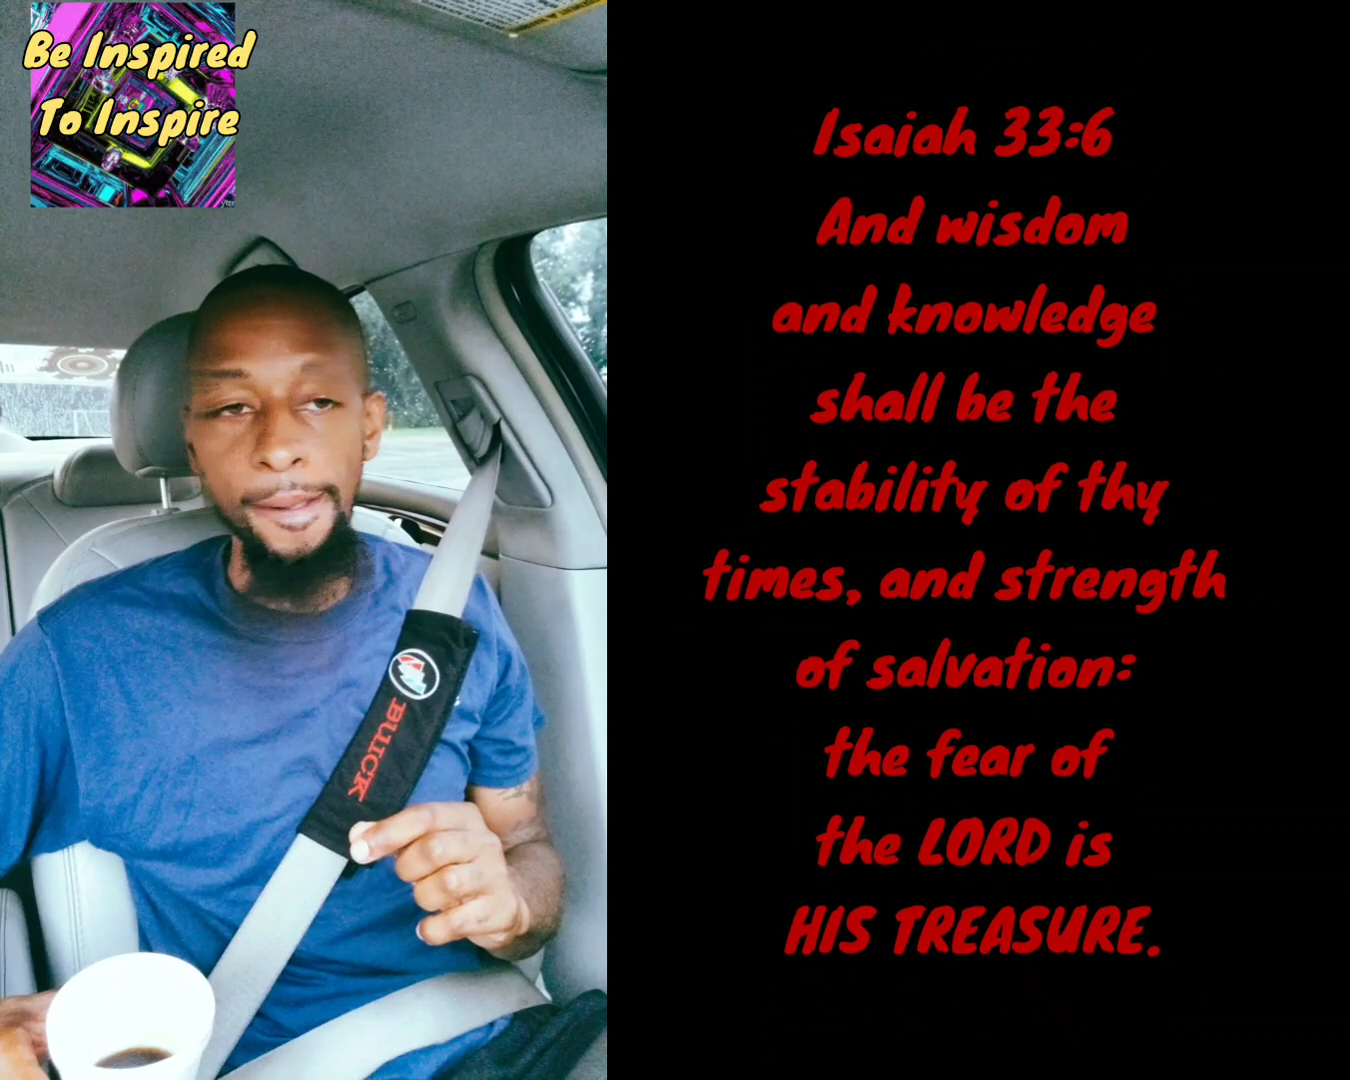 Be Inspired
To Inspire
BUICK
Isaiah 33:6
And wisdom
and knowledge
shall be the
stability of thy
times, and strength
of salvation:
the fear of
the LORD is
HIS TREASURE.